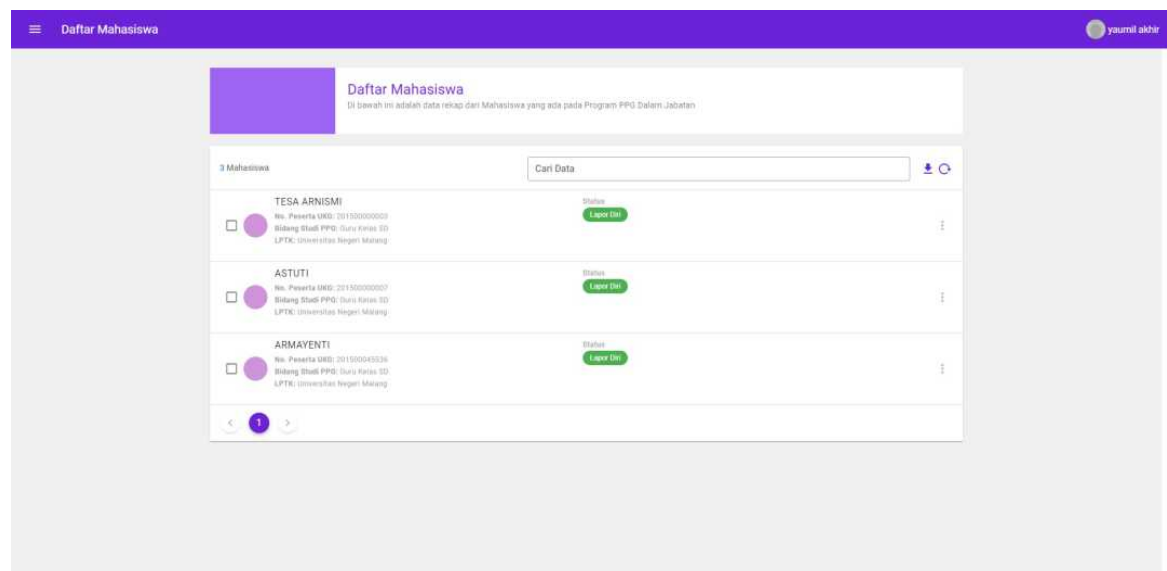 Daftar Mahasiswa
yaumil akhir
Daftar Mahasiswa
Di bawah ini adalah data rekap dari Mahasiswa yang ada pada Program PPG Dalam Jabatan
3 Mahasiswa
Cari Data
TESA ARNISMI
Status
No. Peserta UKG: 201500000003
Lapor Diri
Bidang Studi PPG: Guru Kelas SD
LPTK: Universitas Negeri Malang
ASTUTI
Status
No. Peserta UKG: 201500000007
Lapor Diri
Bidang Studi PPG: Guru Kelas SD
LPTK: Universitas Negeri Malang
ARMAYENTI
Status
No. Peserta UKG: 201500045536
Lapor Diri
Bidang Studi PPG: Guru Kelas SD
LPTK: Universitas Negeri Malang
1